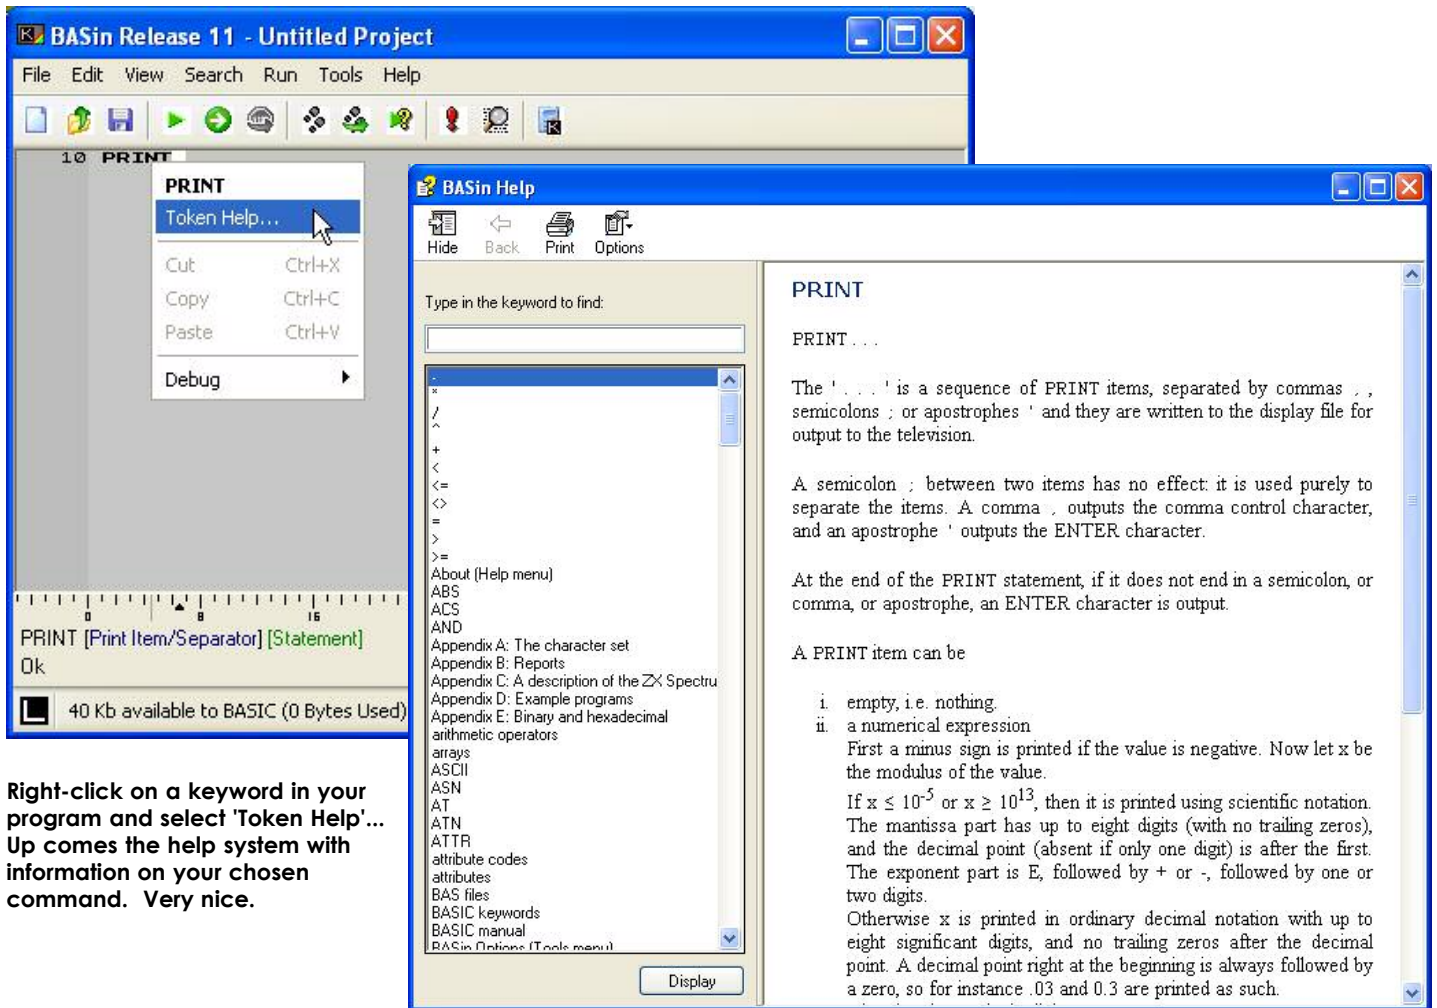 BASin Release 11 - Untitled Project
File Edit View Search Run Tools Help
10 PRINT
PRINT
Token Help...
Cut Ctrl+X
Copy Ctrl+C
Paste Ctrl+V
Debug
0 8 16
PRINT [Print Item/Separator] [Statement]
Ok
40 Kb available to BASIC (0 Bytes Used)
Right-click on a keyword in your
program and select 'Token Help'...
Up comes the help system with
information on your chosen
command. Very nice.
BASin Help
Hide Back Print Options
Type in the keyword to find:
-
*
/
^
+
<
<=
<>
=
>
>=
About (Help menu)
ABS
ACS
AND
Appendix A: The character set
Appendix B: Reports
Appendix C: A description of the ZX Spectru
Appendix D: Example programs
Appendix E: Binary and hexadecimal
arithmetic operators
arrays
ASCII
ASN
AT
ATN
ATTR
attribute codes
attributes
BAS files
BASIC keywords
BASIC manual
BASin Options (Tools menu)
Display
PRINT
PRINT . . .
The ' . . . ' is a sequence of PRINT items, separated by commas , ,
semicolons ; or apostrophes ' and they are written to the display file for
output to the television.
A semicolon ; between two items has no effect: it is used purely to
separate the items. A comma , outputs the comma control character,
and an apostrophe ' outputs the ENTER character.
At the end of the PRINT statement, if it does not end in a semicolon, or
comma, or apostrophe, an ENTER character is output.
A PRINT item can be
i. empty, i.e. nothing.
ii. a numerical expression
First a minus sign is printed if the value is negative. Now let x be
the modulus of the value.
If x ≤ 10-5 or x ≥ 1013, then it is printed using scientific notation.
The mantissa part has up to eight digits (with no trailing zeros),
and the decimal point (absent if only one digit) is after the first.
The exponent part is E, followed by + or -, followed by one or
two digits.
Otherwise x is printed in ordinary decimal notation with up to
eight significant digits, and no trailing zeros after the decimal
point. A decimal point right at the beginning is always followed by
a zero, so for instance .03 and 0.3 are printed as such.